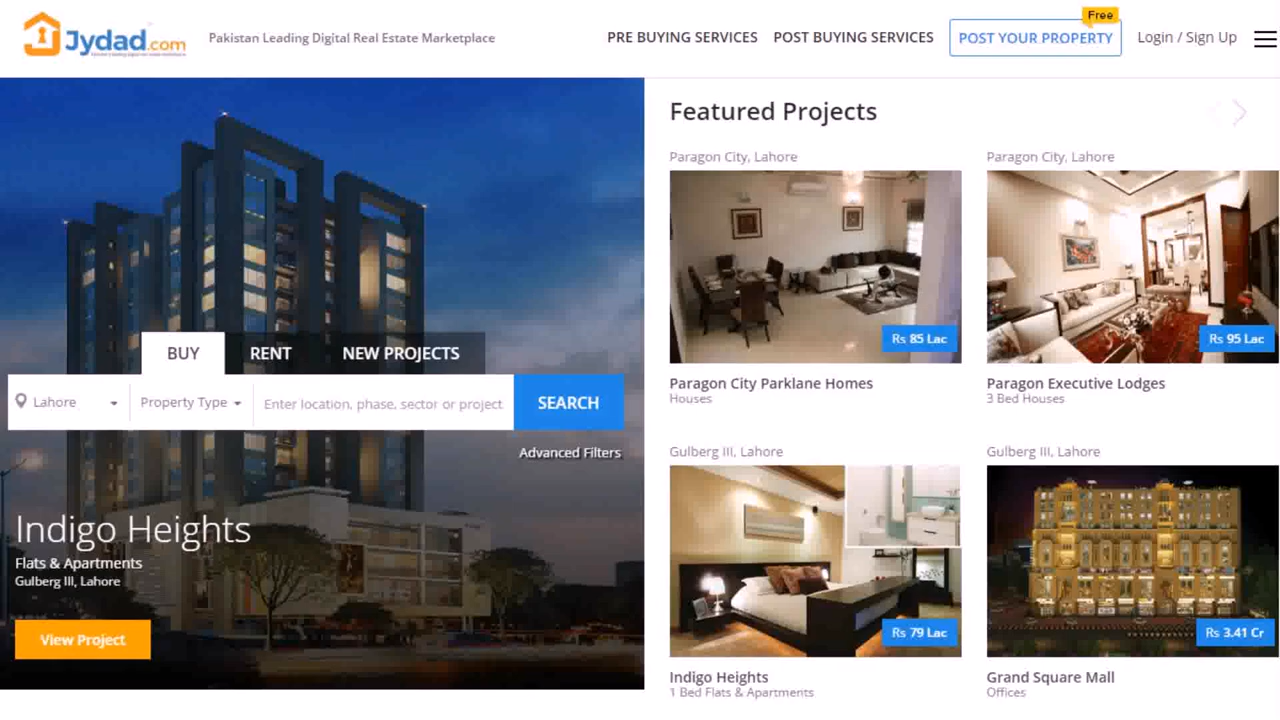 Jydad.com
Pakistan Leading Digital Real Estate Marketplace
PRE BUYING SERVICES
POST BUYING SERVICES
Free
POST YOUR PROPERTY
Login / Sign Up
BUY
RENT
NEW PROJECTS
Lahore
Property Type
Enter location, phase, sector or project
SEARCH
Advanced Filters
Indigo Heights
Flats & Apartments
Gulberg III, Lahore
View Project
Featured Projects
Paragon City, Lahore
Rs 85 Lac
Paragon City Parklane Homes
Houses
Paragon City, Lahore
Rs 95 Lac
Paragon Executive Lodges
3 Bed Houses
Gulberg III, Lahore
Rs 79 Lac
Indigo Heights
1 Bed Flats & Apartments
Gulberg III, Lahore
Rs 3.41 Cr
Grand Square Mall
Offices